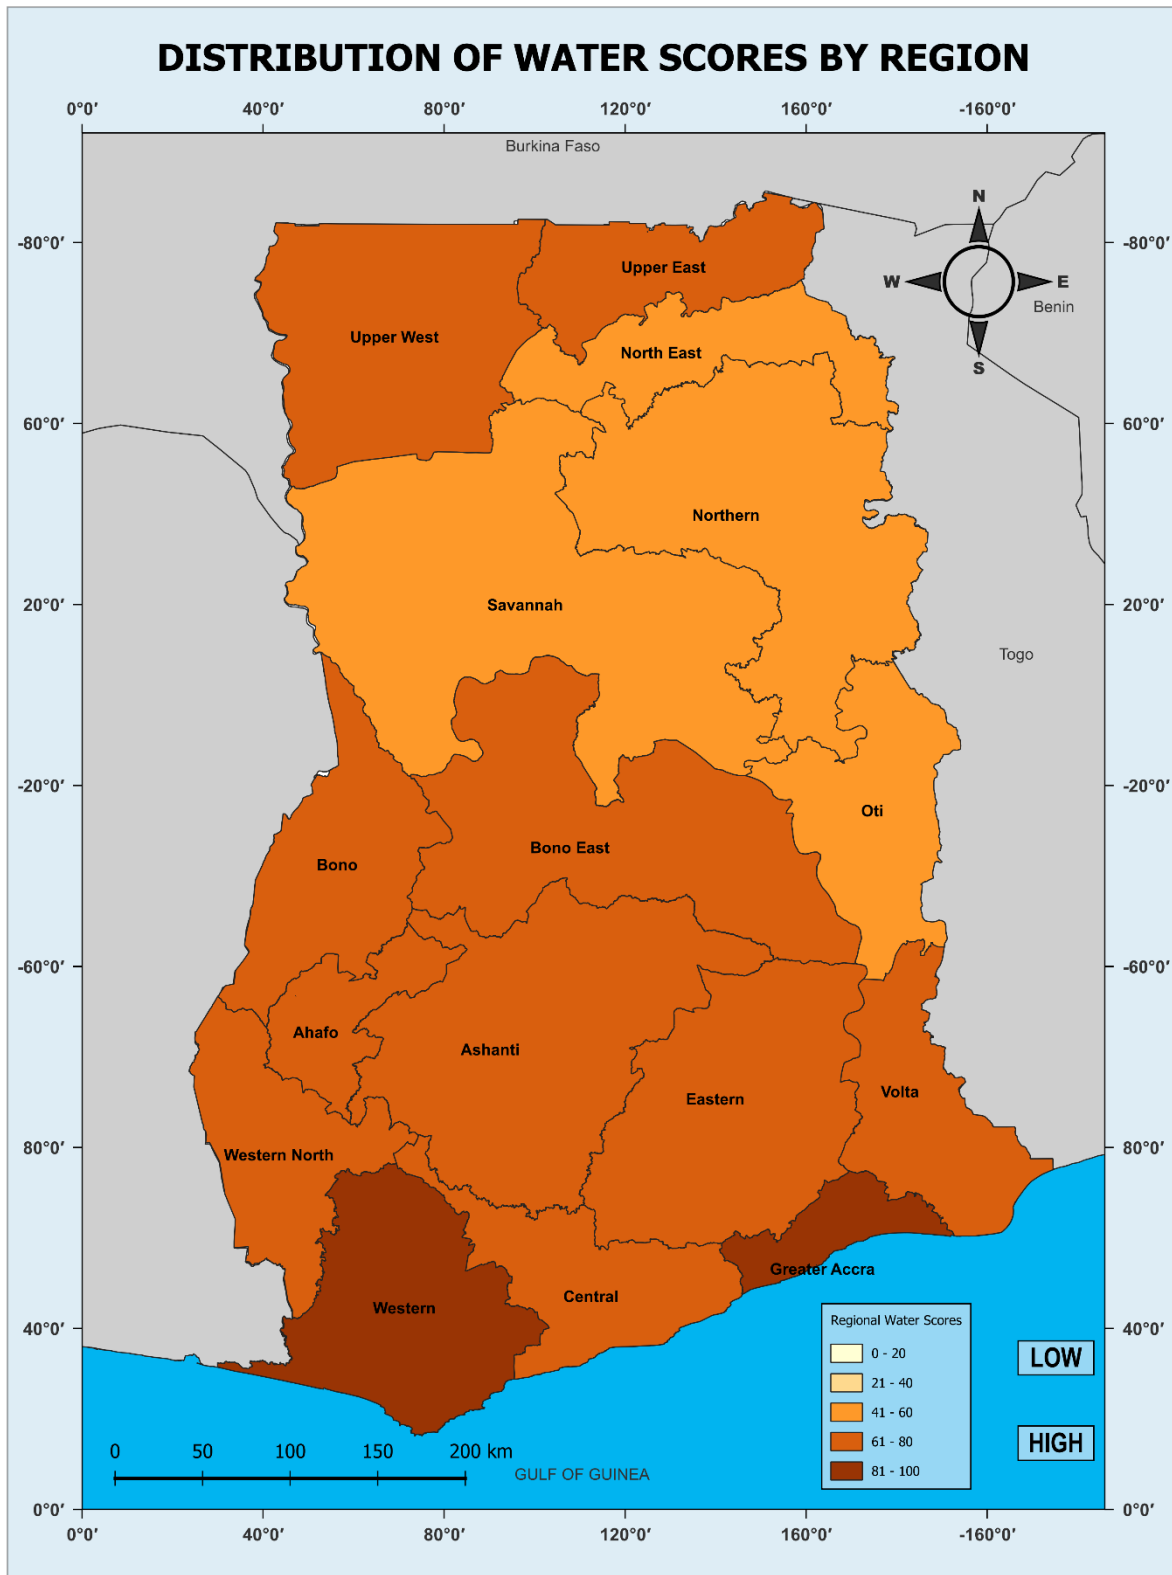 DISTRIBUTION OF WATER SCORES BY REGION
0°0′ 40°0′ 80°0′ 120°0′ 160°0′ -160°0′
Burkina Faso
N
-80°0′ -80°0′
Upper East
W E
Benin
Upper West
North East
S
60°0′ 60°0′
Northern
20°0′ 20°0′
Savannah
Togo
-20°0′ -20°0′
Oti
Bono East
Bono
-60°0′ -60°0′
Ahafo
Ashanti
Volta
Eastern
80°0′ 80°0′
Western North
Greater Accra
Central
Western
Regional Water Scores
40°0′ 40°0′
0 - 20
LOW
21 - 40
41 - 60
61 - 80
HIGH
81 - 100
0 50 100 150 200 km
GULF OF GUINEA
0°0′ 0°0′
0°0′ 40°0′ 80°0′ 120°0′ 160°0′ -160°0′